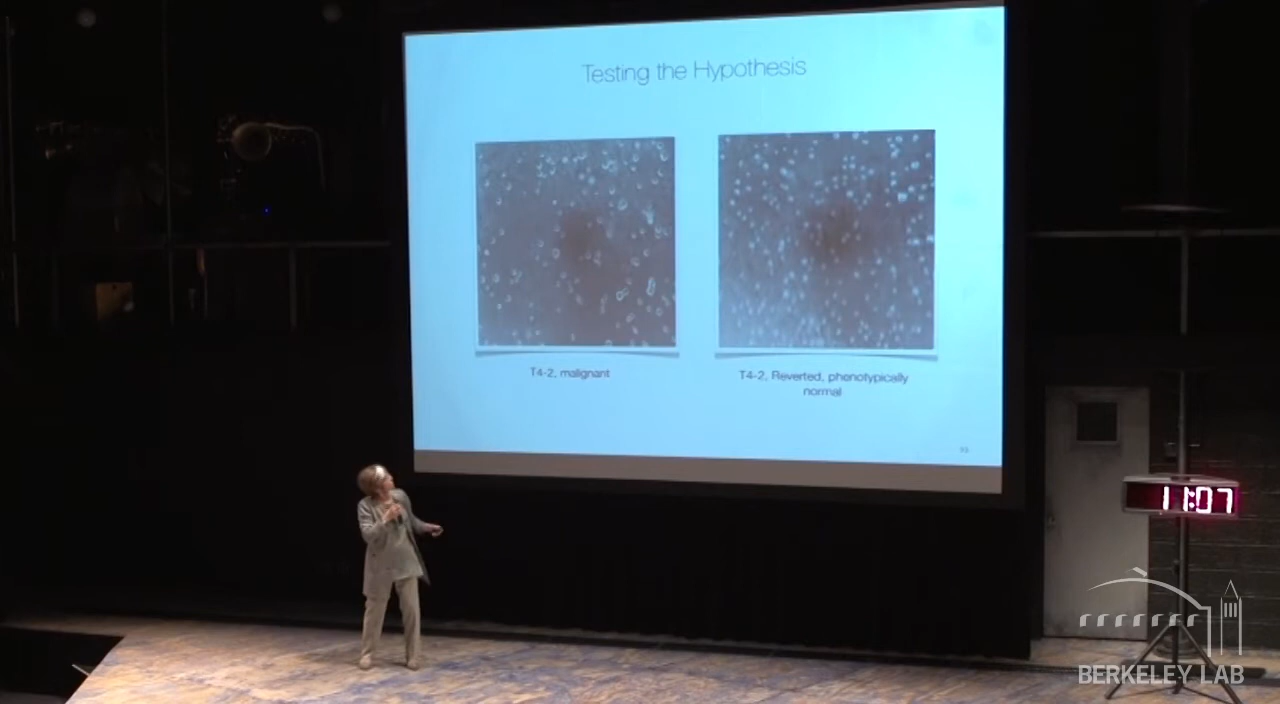 Testing the Hypothesis
T4-2, malignant
T4-2. Reverted, phenotypically
normal
11:07
BERKELEY LAB